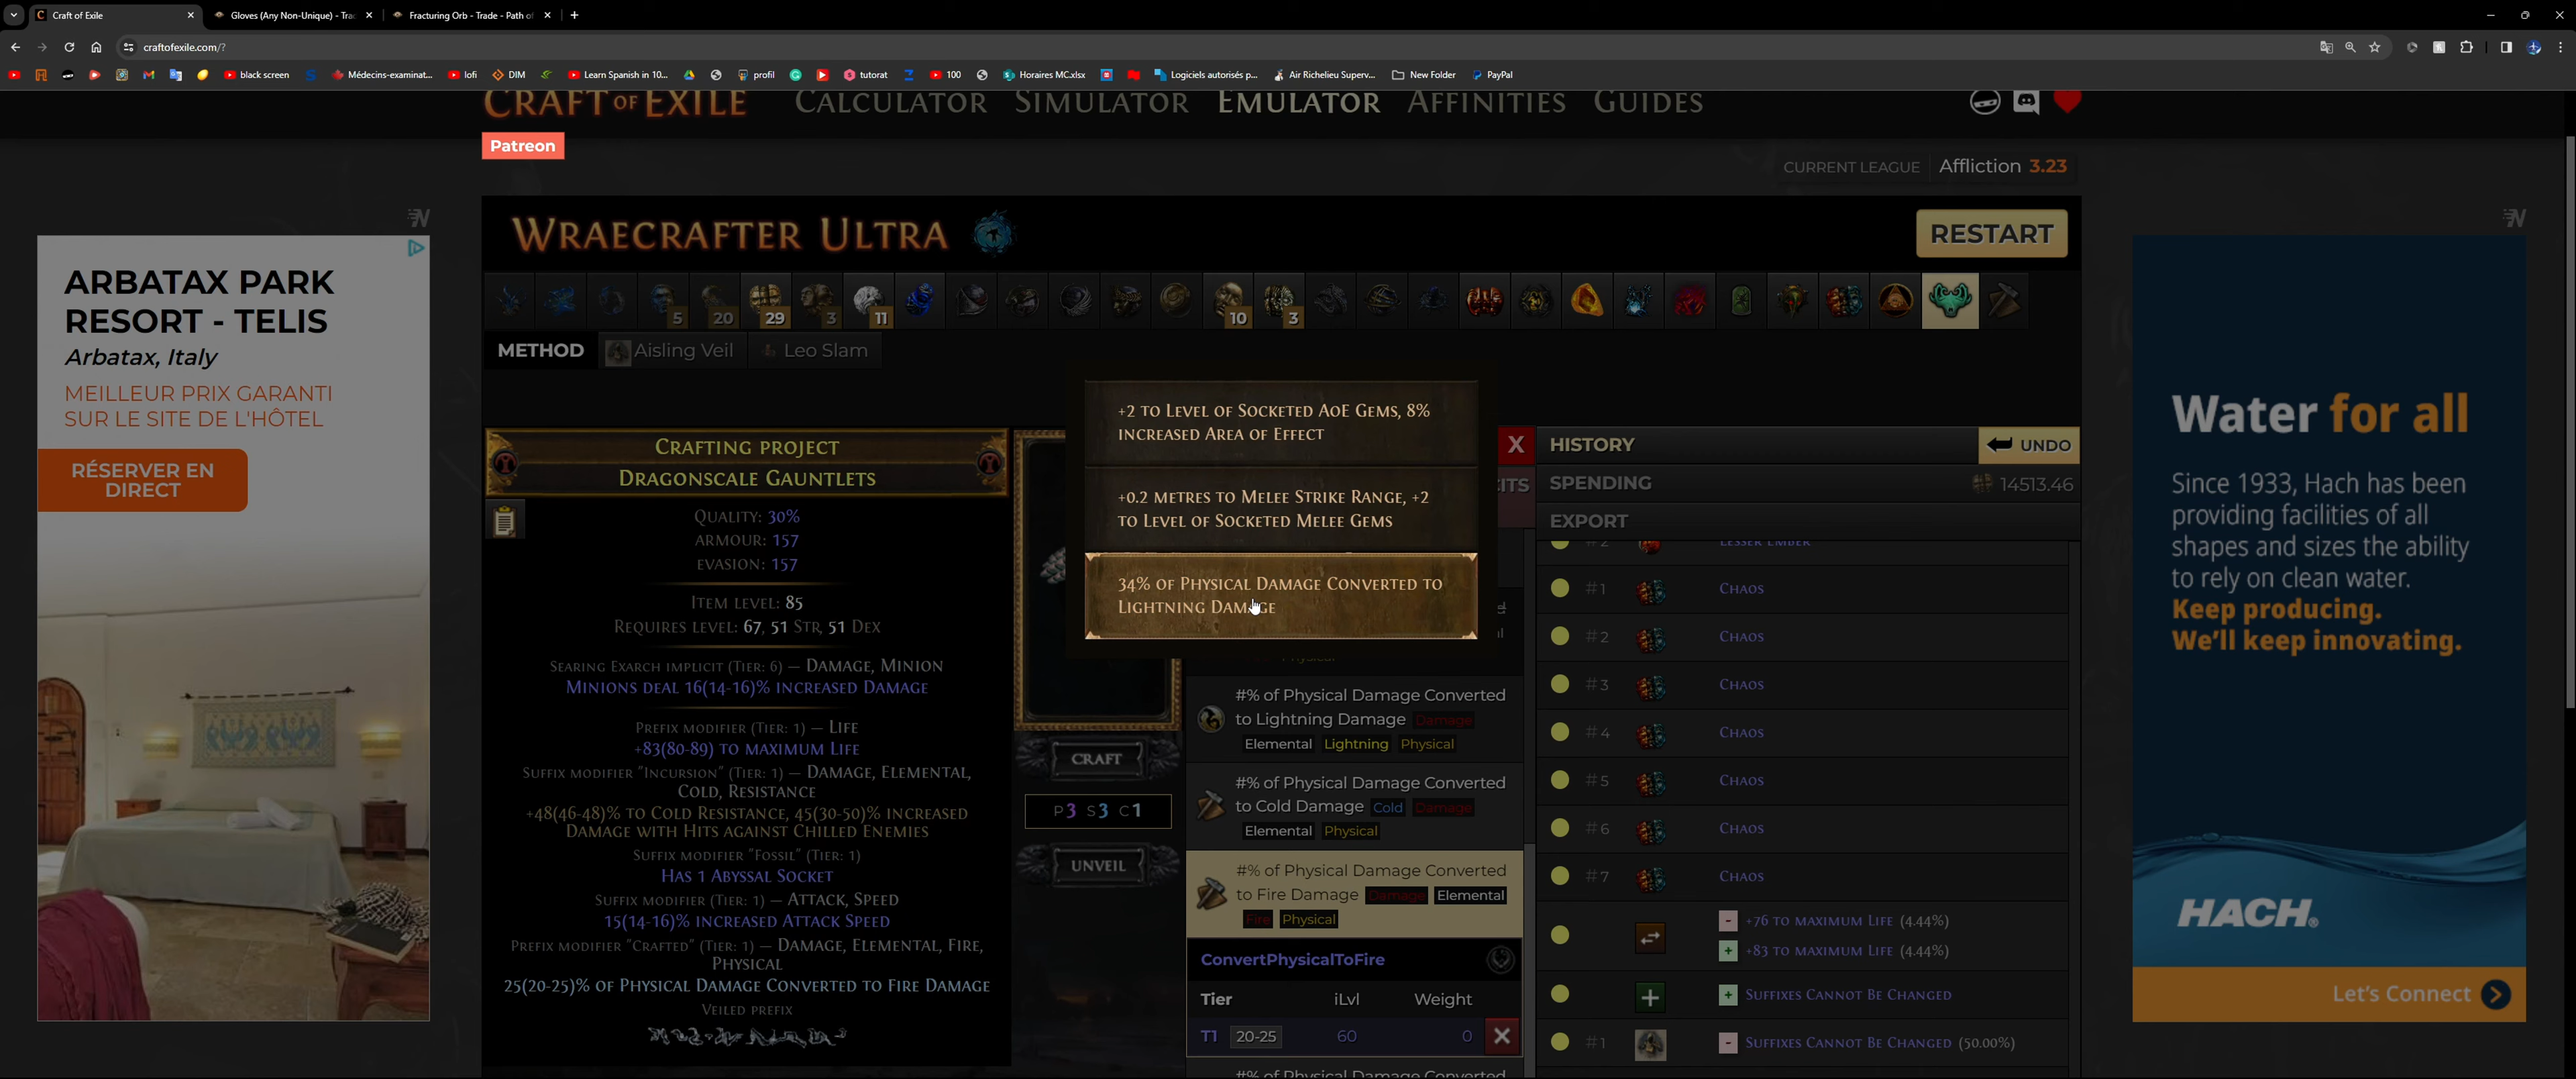 Craft of Exile
Gloves (Any Non-Unique) - Trad
Fracturing Orb - Trade - Path of
craftofexile.com/?
black screen
Médecins-examinat...
lofi
DIM
Learn Spanish in 10...
profil
tutorat
100
Horaires MC.xlsx
Logiciels autorisés p...
Air Richelieu Superv...
New Folder
PayPal
CRAFT OF EXILE
CALCULATOR
SIMULATOR
EMULATOR
AFFINITIES
GUIDES
Patreon
CURRENT LEAGUE
Affliction 3.23
WRAECRAFTER ULTRA
RESTART
5
20
29
3
11
10
3
METHOD
Aisling Veil
Leo Slam
ARBATAX PARK
RESORT - TELIS
Arbatax, Italy
MEILLEUR PRIX GARANTI
SUR LE SITE DE L'HÔTEL
RÉSERVER EN
DIRECT
CRAFTING PROJECT
DRAGONSCALE GAUNTLETS
QUALITY: 30%
ARMOUR: 157
EVASION: 157
ITEM LEVEL: 85
REQUIRES LEVEL: 67, 51 STR, 51 DEX
SEARING EXARCH IMPLICIT (TIER: 6) — DAMAGE, MINION
MINIONS DEAL 16(14-16)% INCREASED DAMAGE
PREFIX MODIFIER (TIER: 1) — LIFE
+83(80-89) TO MAXIMUM LIFE
SUFFIX MODIFIER "INCURSION" (TIER: 1) — DAMAGE, ELEMENTAL,
COLD, RESISTANCE
+48(46-48)% TO COLD RESISTANCE, 45(30-50)% INCREASED
DAMAGE WITH HITS AGAINST CHILLED ENEMIES
SUFFIX MODIFIER "FOSSIL" (TIER: 1)
HAS 1 ABYSSAL SOCKET
SUFFIX MODIFIER (TIER: 1) — ATTACK, SPEED
15(14-16)% INCREASED ATTACK SPEED
PREFIX MODIFIER "CRAFTED" (TIER: 1) — DAMAGE, ELEMENTAL, FIRE,
PHYSICAL
25(20-25)% OF PHYSICAL DAMAGE CONVERTED TO FIRE DAMAGE
VEILED PREFIX
+2 TO LEVEL OF SOCKETED AOE GEMS, 8%
INCREASED AREA OF EFFECT
+0.2 METRES TO MELEE STRIKE RANGE, +2
TO LEVEL OF SOCKETED MELEE GEMS
34% OF PHYSICAL DAMAGE CONVERTED TO
LIGHTNING DAMAGE
CRAFT
P3 S3 C1
UNVEIL
X
Physical
#% of Physical Damage Converted
to Lightning Damage Damage
Elemental Lightning Physical
#% of Physical Damage Converted
to Cold Damage Cold Damage
Elemental Physical
#% of Physical Damage Converted
to Fire Damage Damage Elemental
Fire Physical
ConvertPhysicalToFire
Tier iLvl Weight
T1 20-25 60 0
#% of Physical Damage Converted
HISTORY
UNDO
SPENDING
14513.46
EXPORT
#2 LESSER EMBER
#1 CHAOS
#2 CHAOS
#3 CHAOS
#4 CHAOS
#5 CHAOS
#6 CHAOS
#7 CHAOS
- +76 TO MAXIMUM LIFE (4.44%)
+ +83 TO MAXIMUM LIFE (4.44%)
+ SUFFIXES CANNOT BE CHANGED
#1 - SUFFIXES CANNOT BE CHANGED (50.00%)
Water for all
Since 1933, Hach has been
providing facilities of all
shapes and sizes the ability
to rely on clean water.
Keep producing.
We'll keep innovating.
HACH®
Let's Connect